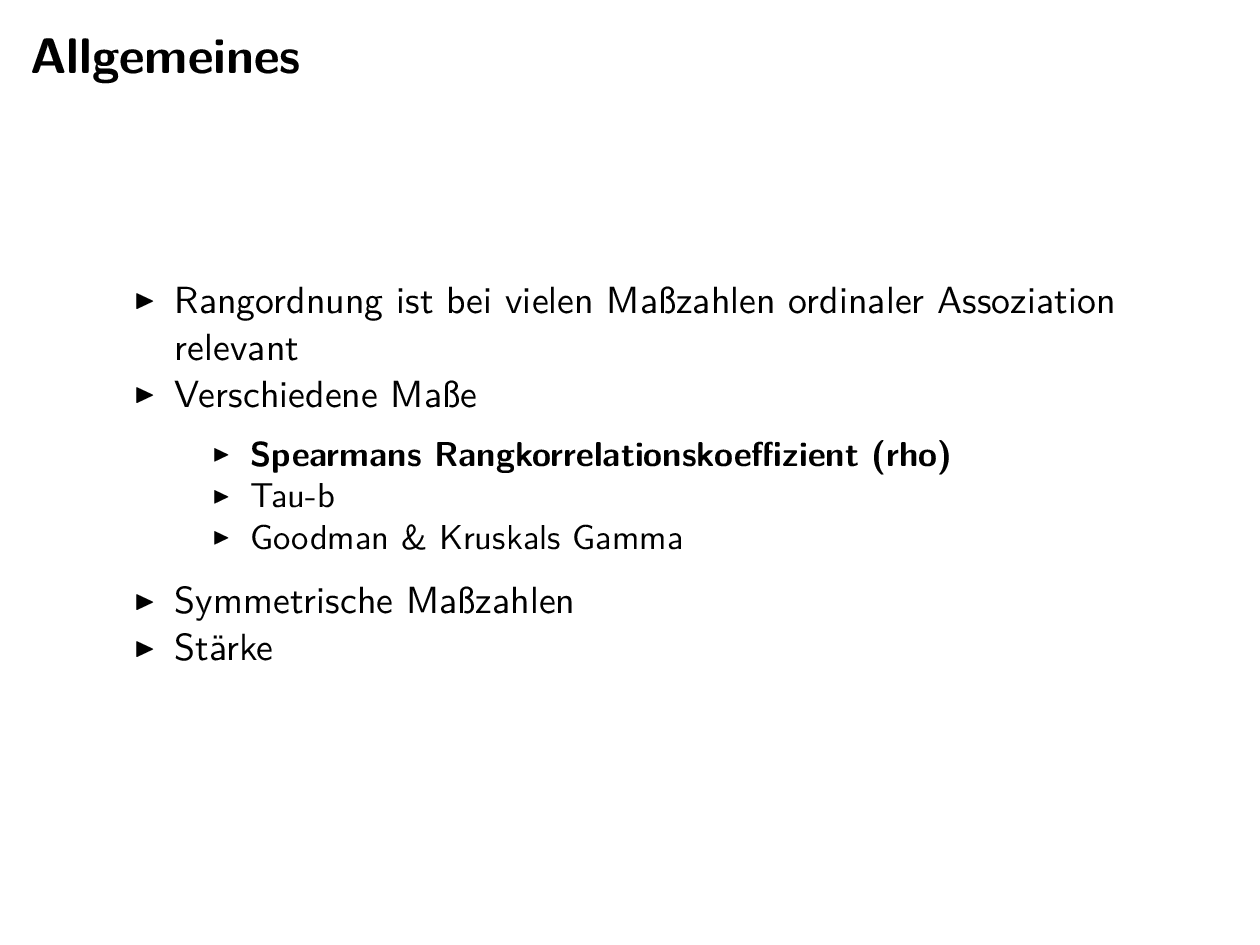 Allgemeines
▶ Rangordnung ist bei vielen Maßzahlen ordinaler Assoziation
relevant
▶ Verschiedene Maße
▶ Spearmans Rangkorrelationskoeffizient (rho)
▶ Tau-b
▶ Goodman & Kruskals Gamma
▶ Symmetrische Maßzahlen
▶ Stärke